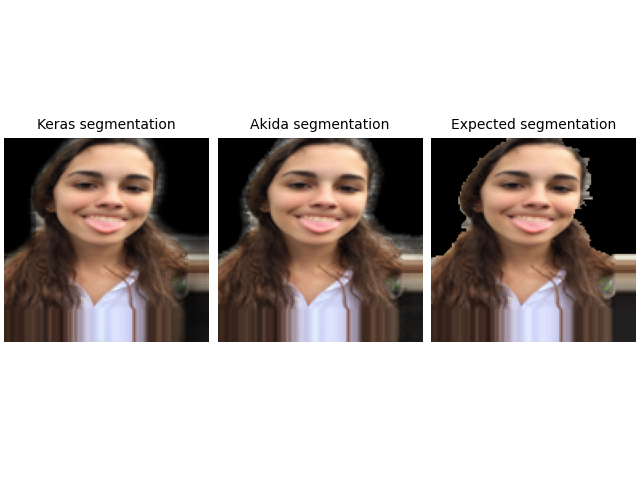 Keras segmentation
Akida segmentation
Expected segmentation